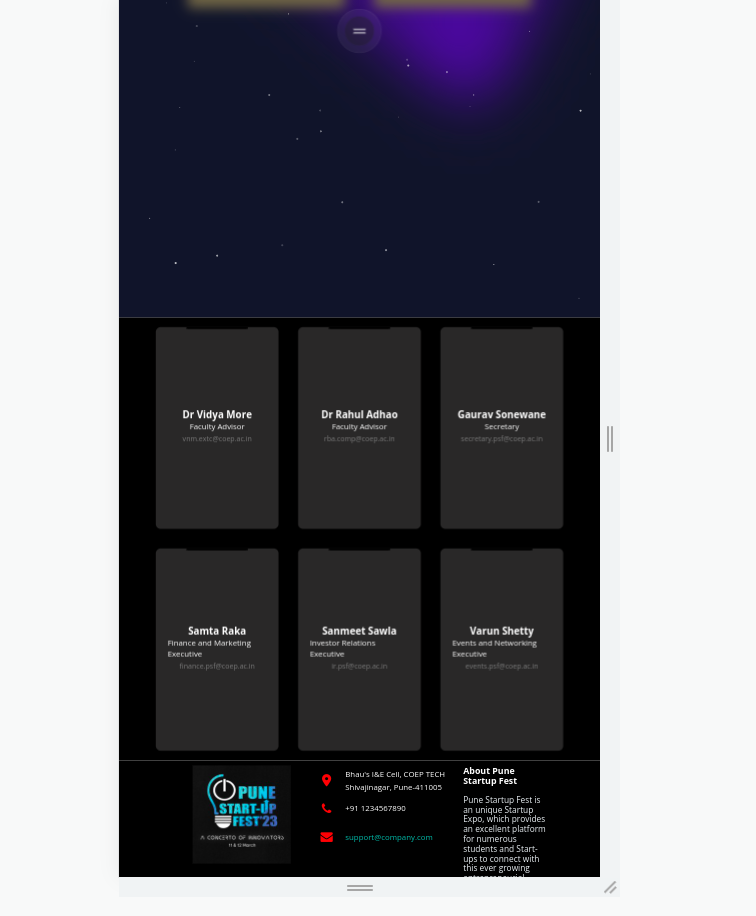 Dr Vidya More
Faculty Advisor
vnm.extc@coep.ac.in
Dr Rahul Adhao
Faculty Advisor
rba.comp@coep.ac.in
Gaurav Sonewane
Secretary
secretary.psf@coep.ac.in
Samta Raka
Finance and Marketing
Executive
finance.psf@coep.ac.in
Sanmeet Sawla
Investor Relations
Executive
ir.psf@coep.ac.in
Varun Shetty
Events and Networking
Executive
events.psf@coep.ac.in
PUNE
START-UP
FEST'23
A CONCERTO OF INNOVATORS
11 & 12 March
Bhau's I&E Cell, COEP TECH
Shivajinagar, Pune-411005
+91 1234567890
support@company.com
About Pune
Startup Fest
Pune Startup Fest is
an unique Startup
Expo, which provides
an excellent platform
for numerous
students and Start-
ups to connect with
this ever growing